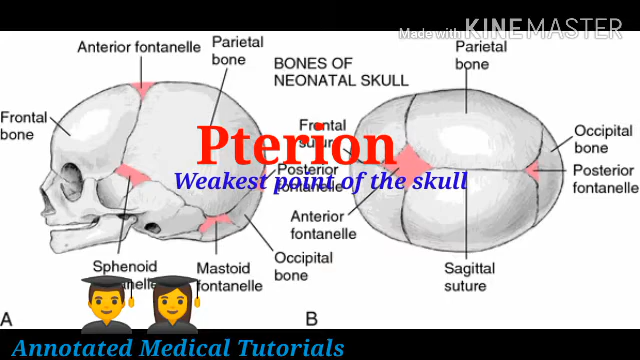 Made with KINEMASTER
Anterior fontanelle
Parietal
bone
BONES OF
NEONATAL SKULL
Parietal
bone
Frontal
bone
Frontal
suture
Pterion
Weakest point of the skull
Posterior
fontanelle
Occipital
bone
Posterior
fontanelle
Anterior
fontanelle
Sphenoid
Mastoid
fontanelle
Occipital
bone
Sagittal
suture
A
B
Annotated Medical Tutorials